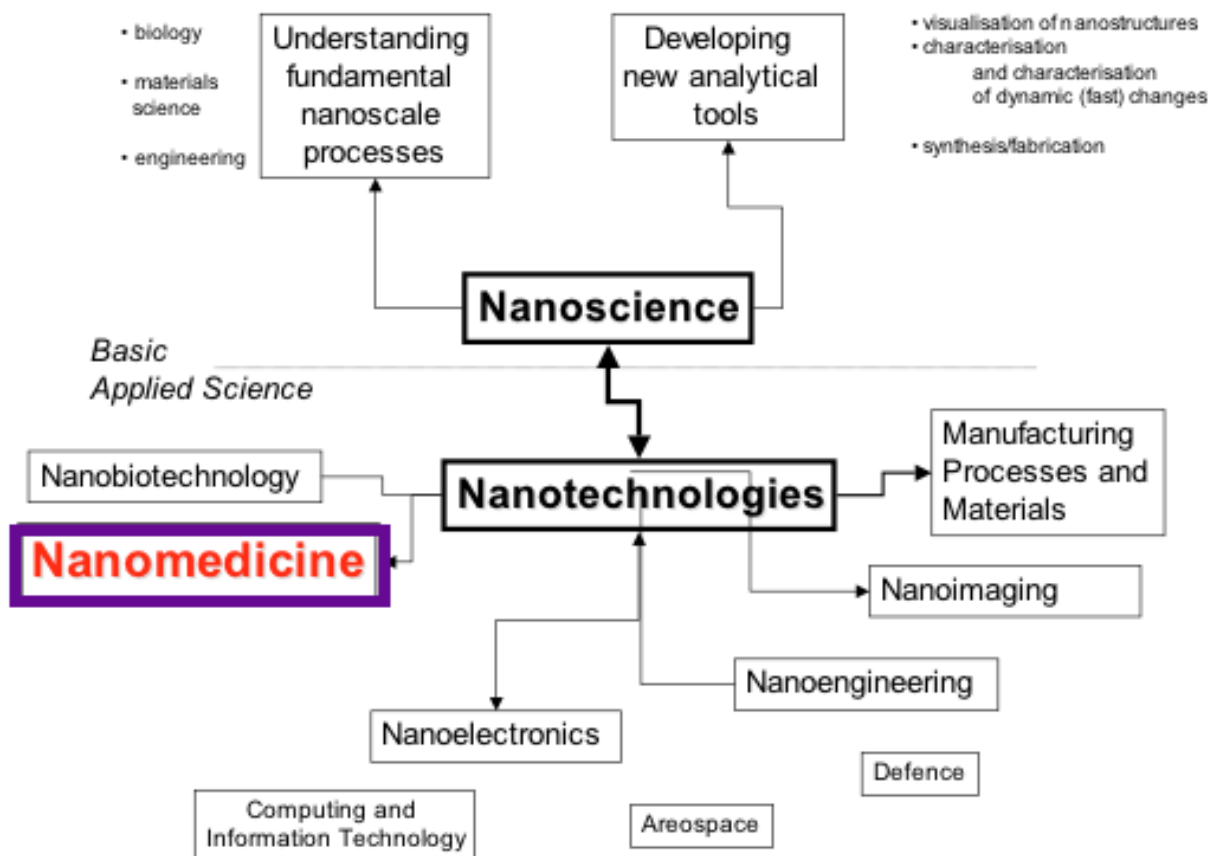 • biology
• materials
science
• engineering
Understanding
fundamental
nanoscale
processes
Developing
new analytical
tools
• visualisation of nanostructures
• characterisation
and characterisation
of dynamic (fast) changes
• synthesis/fabrication
Nanoscience
Basic
Applied Science
Nanobiotechnology
Nanotechnologies
Manufacturing
Processes and
Materials
Nanomedicine
Nanoimaging
Nanoengineering
Nanoelectronics
Defence
Computing and
Information Technology
Areospace